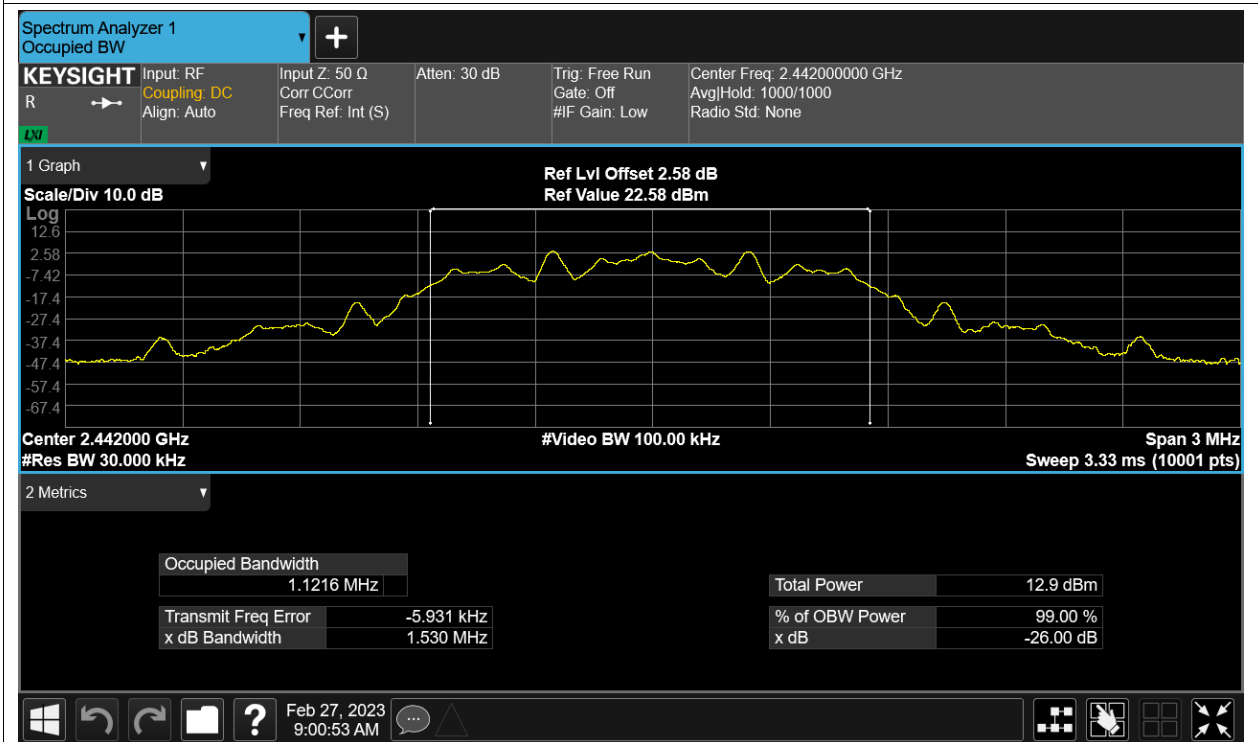 Spectrum Analyzer 1
Occupied BW
KEYSIGHT Input: RF Input Z: 50 Ω Atten: 30 dB Trig: Free Run Center Freq: 2.442000000 GHz
R Coupling: DC Corr CCorr Gate: Off Avg|Hold: 1000/1000
Align: Auto Freq Ref: Int (S) #IF Gain: Low Radio Std: None
LXI
1 Graph Ref Lvl Offset 2.58 dB
Scale/Div 10.0 dB Ref Value 22.58 dBm
Log
12.6
2.58
-7.42
-17.4
-27.4
-37.4
-47.4
-57.4
-67.4
Center 2.442000 GHz #Video BW 100.00 kHz Span 3 MHz
#Res BW 30.000 kHz Sweep 3.33 ms (10001 pts)
2 Metrics
Occupied Bandwidth
1.1216 MHz Total Power 12.9 dBm
Transmit Freq Error -5.931 kHz % of OBW Power 99.00 %
x dB Bandwidth 1.530 MHz x dB -26.00 dB
Feb 27, 2023
9:00:53 AM